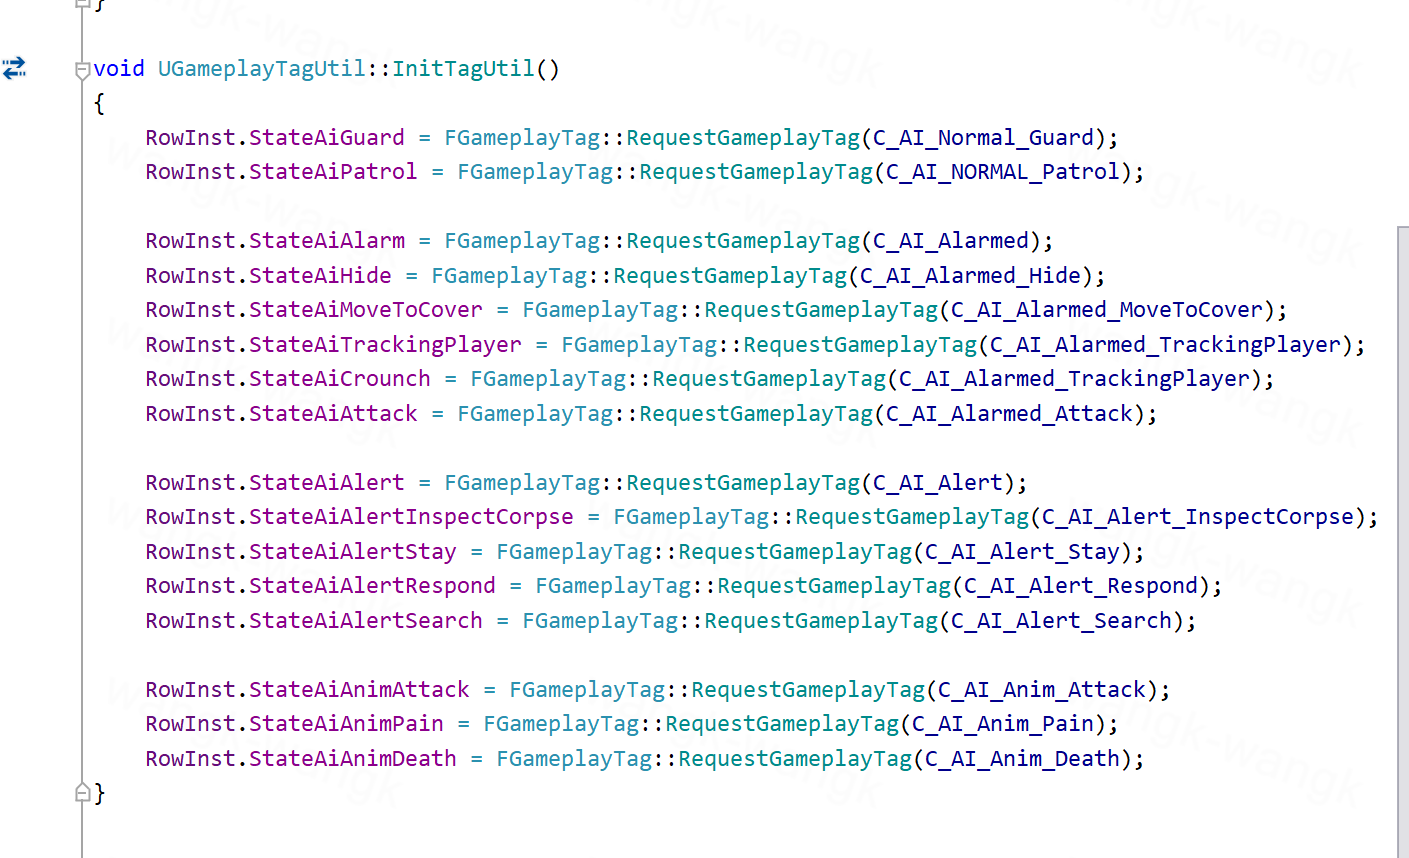 }
void UGameplayTagUtil::InitTagUtil()
{
RowInst.StateAiGuard = FGameplayTag::RequestGameplayTag(C_AI_Normal_Guard);
RowInst.StateAiPatrol = FGameplayTag::RequestGameplayTag(C_AI_NORMAL_Patrol);
RowInst.StateAiAlarm = FGameplayTag::RequestGameplayTag(C_AI_Alarmed);
RowInst.StateAiHide = FGameplayTag::RequestGameplayTag(C_AI_Alarmed_Hide);
RowInst.StateAiMoveToCover = FGameplayTag::RequestGameplayTag(C_AI_Alarmed_MoveToCover);
RowInst.StateAiTrackingPlayer = FGameplayTag::RequestGameplayTag(C_AI_Alarmed_TrackingPlayer);
RowInst.StateAiCrounch = FGameplayTag::RequestGameplayTag(C_AI_Alarmed_TrackingPlayer);
RowInst.StateAiAttack = FGameplayTag::RequestGameplayTag(C_AI_Alarmed_Attack);
RowInst.StateAiAlert = FGameplayTag::RequestGameplayTag(C_AI_Alert);
RowInst.StateAiAlertInspectCorpse = FGameplayTag::RequestGameplayTag(C_AI_Alert_InspectCorpse);
RowInst.StateAiAlertStay = FGameplayTag::RequestGameplayTag(C_AI_Alert_Stay);
RowInst.StateAiAlertRespond = FGameplayTag::RequestGameplayTag(C_AI_Alert_Respond);
RowInst.StateAiAlertSearch = FGameplayTag::RequestGameplayTag(C_AI_Alert_Search);
RowInst.StateAiAnimAttack = FGameplayTag::RequestGameplayTag(C_AI_Anim_Attack);
RowInst.StateAiAnimPain = FGameplayTag::RequestGameplayTag(C_AI_Anim_Pain);
RowInst.StateAiAnimDeath = FGameplayTag::RequestGameplayTag(C_AI_Anim_Death);
}